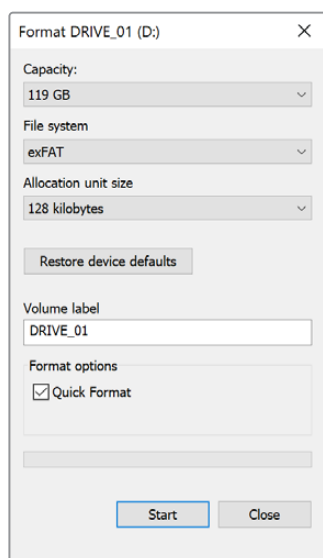 Format DRIVE_01 (D:)
Capacity:
119 GB
File system
exFAT
Allocation unit size
128 kilobytes
Restore device defaults
Volume label
DRIVE_01
Format options
Quick Format
Start Close